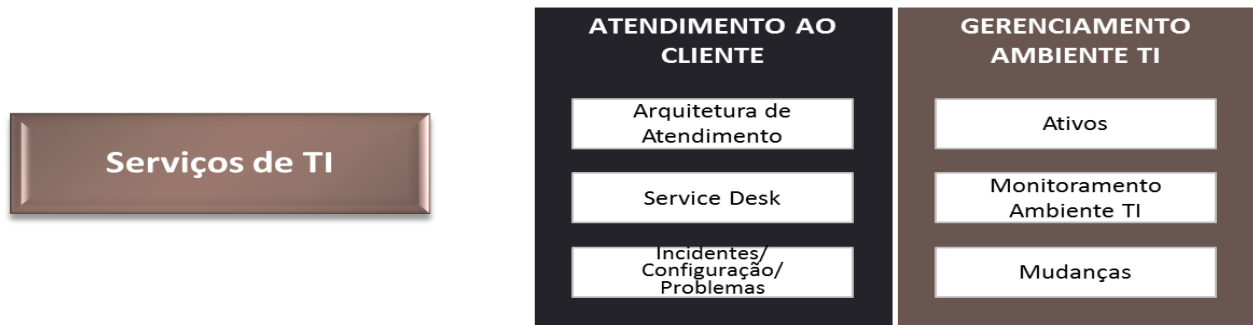 Serviços de TI
ATENDIMENTO AO
CLIENTE
Arquitetura de
Atendimento
Service Desk
Incidentes/
Configuração/
Problemas
GERENCIAMENTO
AMBIENTE TI
Ativos
Monitoramento
Ambiente TI
Mudanças